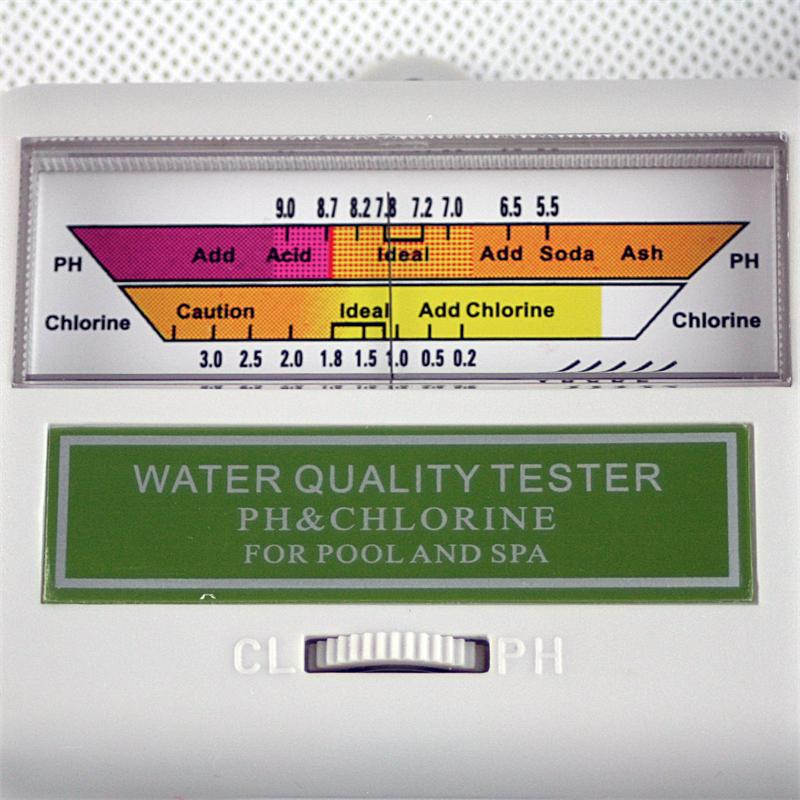 9.0 8.7 8.2 7.8 7.2 7.0 6.5 5.5
PH Add Acid Ideal Add Soda Ash PH
Chlorine Caution Ideal Add Chlorine Chlorine
3.0 2.5 2.0 1.8 1.5 1.0 0.5 0.2
WATER QUALITY TESTER
PH&CHLORINE
FOR POOL AND SPA
CL PH